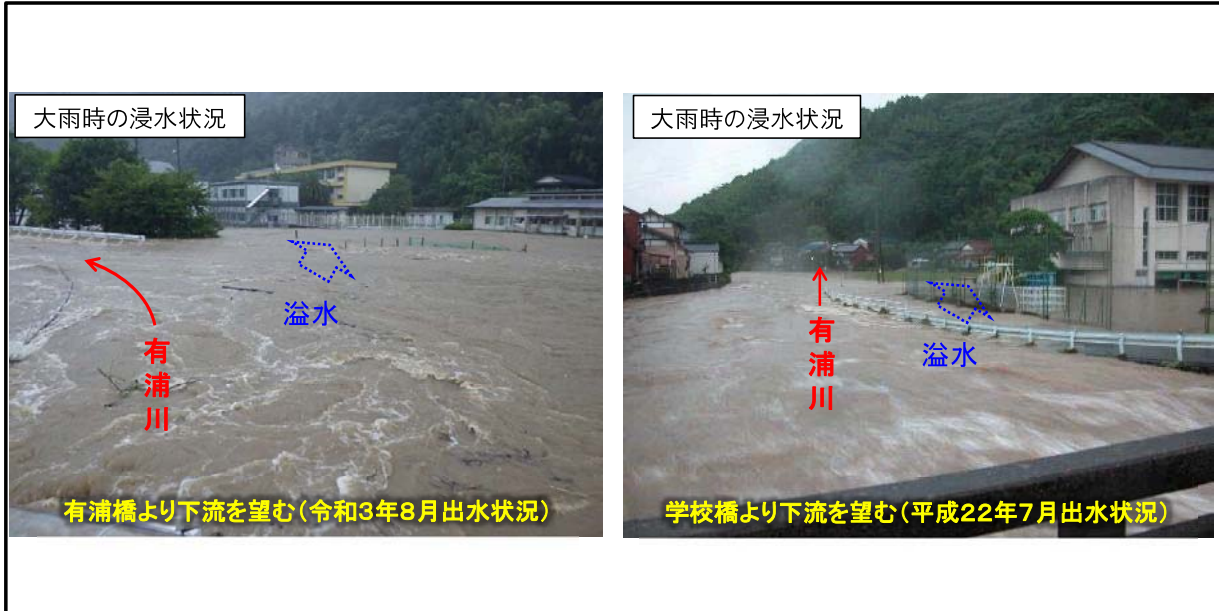 大雨時の浸水状況
溢水
有浦川
有浦橋より下流を望む(令和3年8月出水状況)
大雨時の浸水状況
有浦川
溢水
学校橋より下流を望む(平成22年7月出水状況)